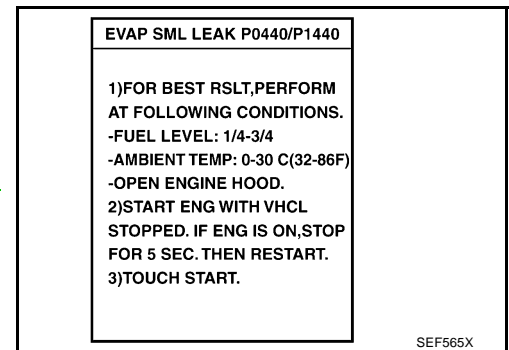 EVAP SML LEAK P0440/P1440
1)FOR BEST RSLT,PERFORM
AT FOLLOWING CONDITIONS.
-FUEL LEVEL: 1/4-3/4
-AMBIENT TEMP: 0-30 C(32-86F)
-OPEN ENGINE HOOD.
2)START ENG WITH VHCL
STOPPED. IF ENG IS ON,STOP
FOR 5 SEC. THEN RESTART.
3)TOUCH START.
SEF565X